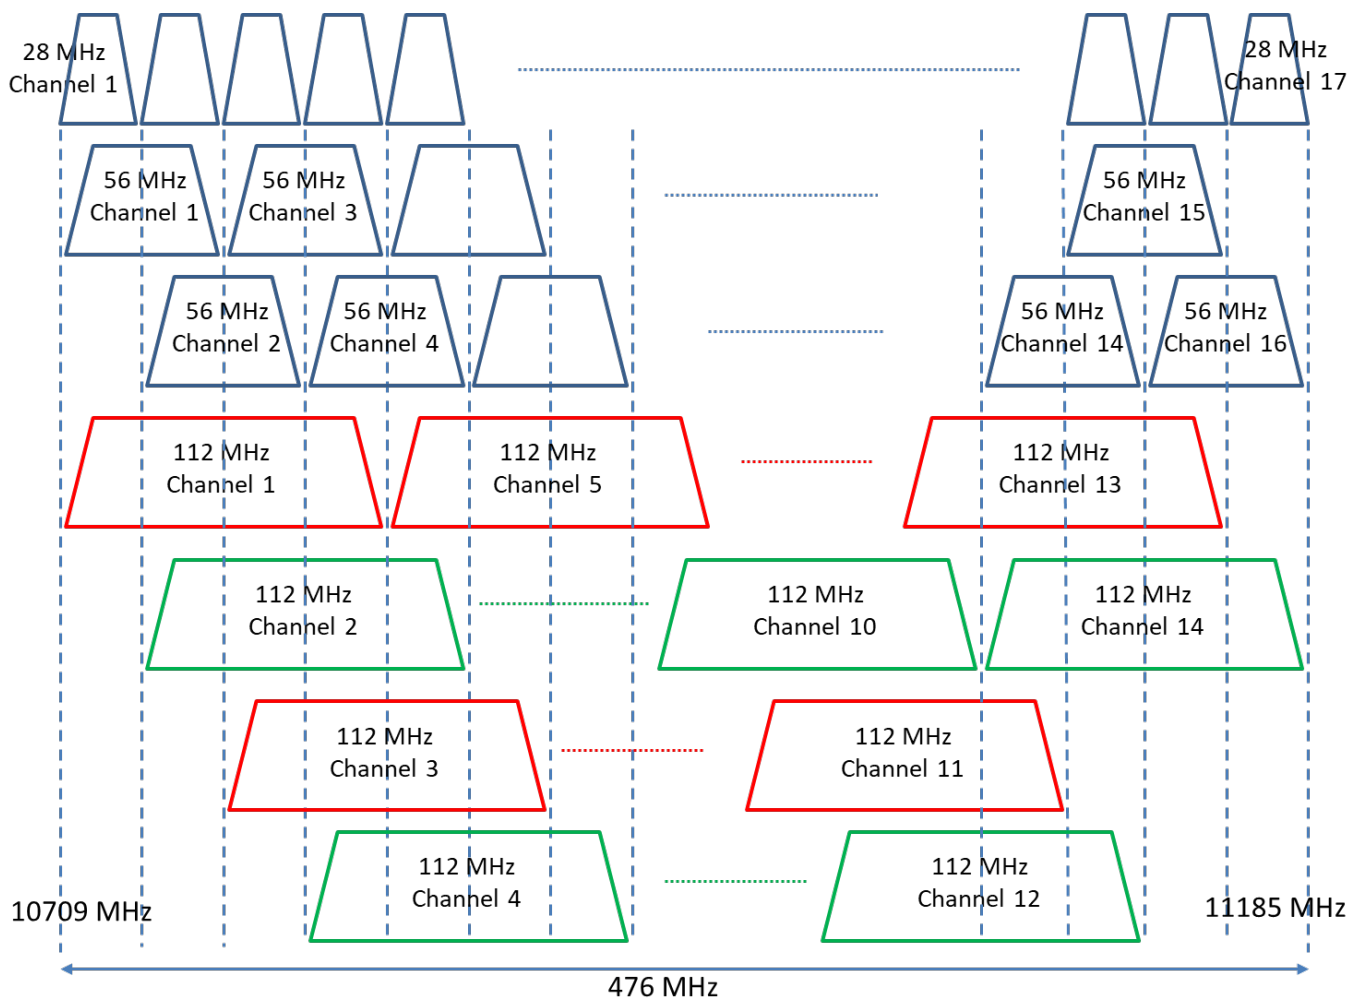 28 MHz
Channel 1
28 MHz
Channel 17
56 MHz
Channel 1
56 MHz
Channel 3
56 MHz
Channel 15
56 MHz
Channel 2
56 MHz
Channel 4
56 MHz
Channel 14
56 MHz
Channel 16
112 MHz
Channel 1
112 MHz
Channel 5
112 MHz
Channel 13
112 MHz
Channel 2
112 MHz
Channel 10
112 MHz
Channel 14
112 MHz
Channel 3
112 MHz
Channel 11
112 MHz
Channel 4
112 MHz
Channel 12
10709 MHz
11185 MHz
476 MHz